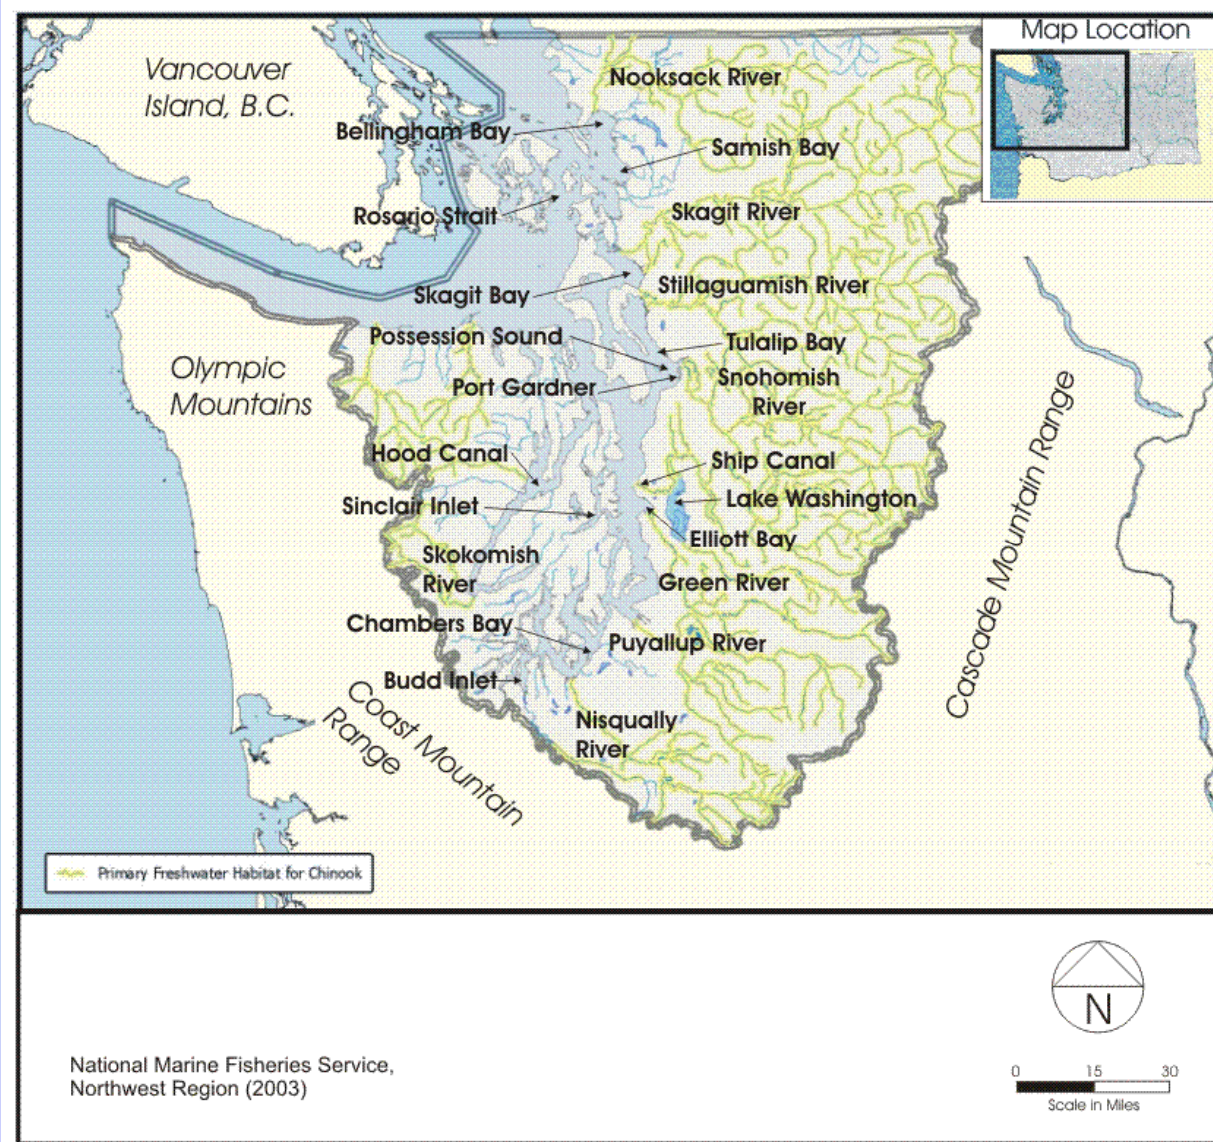 Map Location
Vancouver
Island, B.C.
Nooksack River
Bellingham Bay
Samish Bay
Rosario Strait
Skagit River
Skagit Bay
Stillaguamish River
Possession Sound
Tulalip Bay
Olympic
Mountains
Port Gardner
Snohomish
River
Hood Canal
Ship Canal
Sinclair Inlet
Lake Washington
Elliott Bay
Skokomish
River
Green River
Chambers Bay
Puyallup River
Budd Inlet
Nisqually
River
Coast Mountain
Range
Cascade Mountain Range
Primary Freshwater Habitat for Chinook
N
National Marine Fisheries Service,
Northwest Region (2003)
0 15 30
Scale in Miles